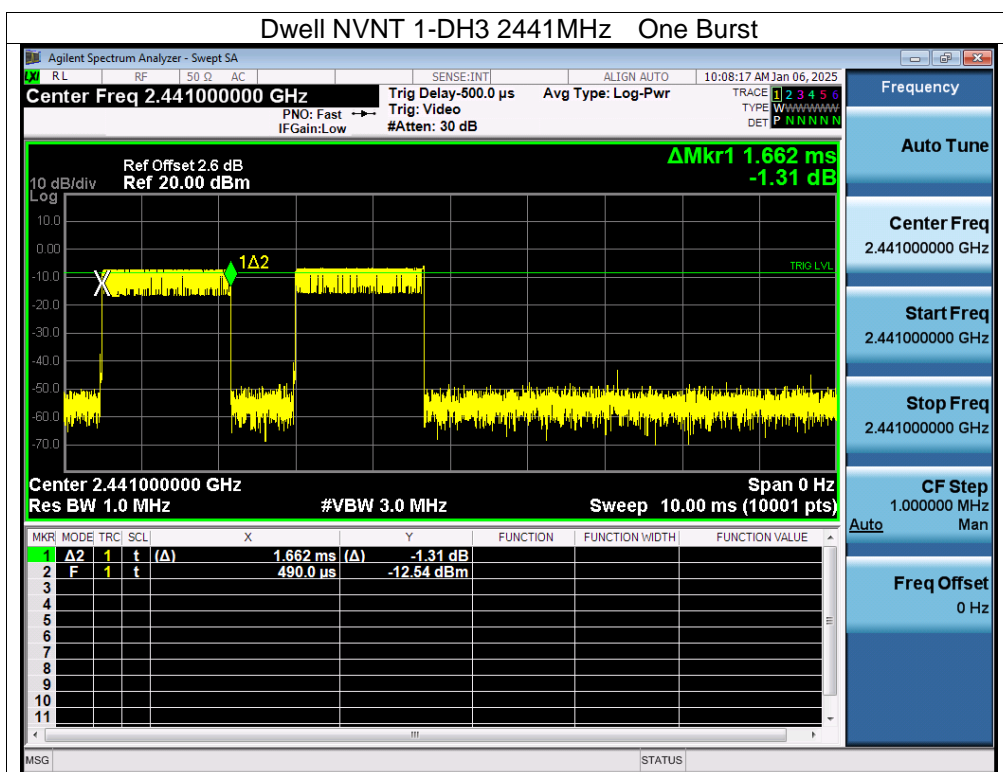 Dwell NVNT 1-DH3 2441MHz One Burst
Agilent Spectrum Analyzer - Swept SA
LXI RL RF 50 Ω AC SENSE:INT ALIGN AUTO 10:08:17 AM Jan 06, 2025
Center Freq 2.441000000 GHz Trig Delay-500.0 µs Avg Type: Log-Pwr TRACE 1 2 3 4 5 6
PNO: Fast Trig: Video TYPE WWWWWWW
IFGain:Low #Atten: 30 dB DET P N N N N N
Frequency
Auto Tune
Center Freq
2.441000000 GHz
Start Freq
2.441000000 GHz
Stop Freq
2.441000000 GHz
CF Step
1.000000 MHz
Auto Man
Freq Offset
0 Hz
ΔMkr1 1.662 ms
-1.31 dB
Ref Offset 2.6 dB
10 dB/div Ref 20.00 dBm
Log
10.0
0.00
1Δ2
TRIG LVL
-10.0
-20.0
-30.0
-40.0
-50.0
-60.0
-70.0
Center 2.441000000 GHz Span 0 Hz
Res BW 1.0 MHz #VBW 3.0 MHz Sweep 10.00 ms (10001 pts)
MKR MODE TRC SCL X Y FUNCTION FUNCTION WIDTH FUNCTION VALUE
1 Δ2 1 t (Δ) 1.662 ms (Δ) -1.31 dB
2 F 1 t 490.0 µs -12.54 dBm
3
4
5
6
7
8
9
10
11
MSG STATUS